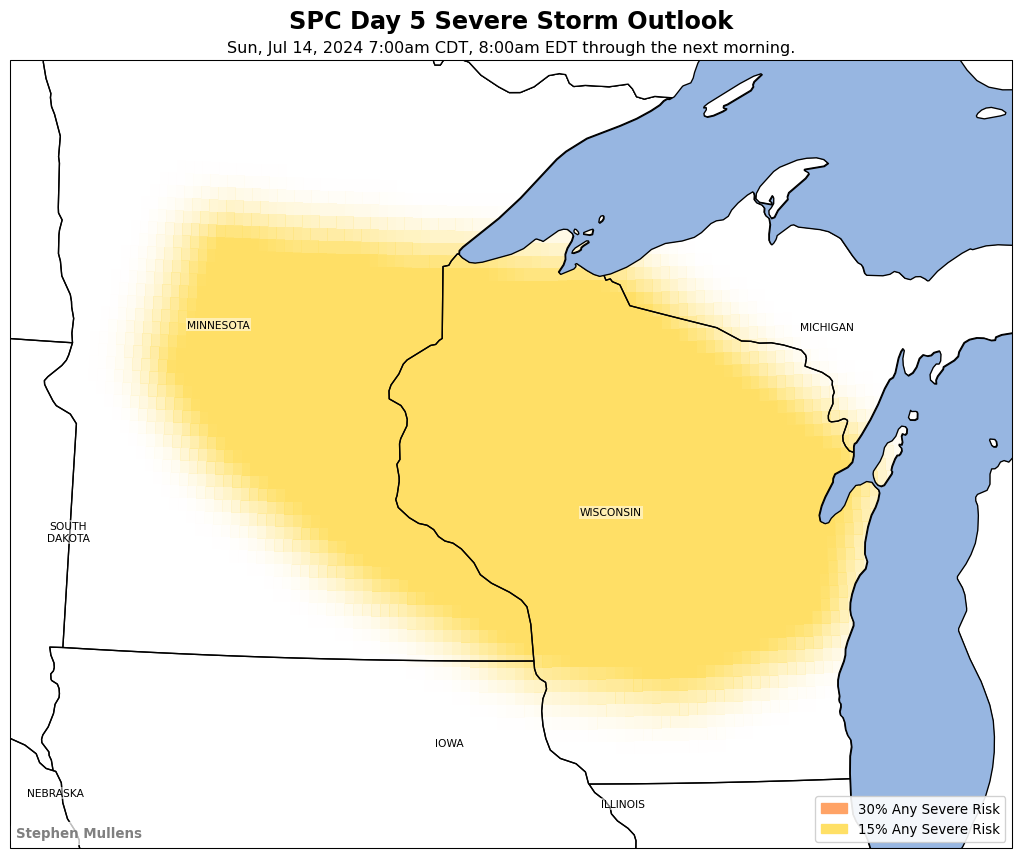 SPC Day 5 Severe Storm Outlook
Sun, Jul 14, 2024 7:00am CDT, 8:00am EDT through the next morning.
MINNESOTA
MICHIGAN
WISCONSIN
SOUTH
DAKOTA
IOWA
NEBRASKA
ILLINOIS
30% Any Severe Risk
15% Any Severe Risk
Stephen Mullens